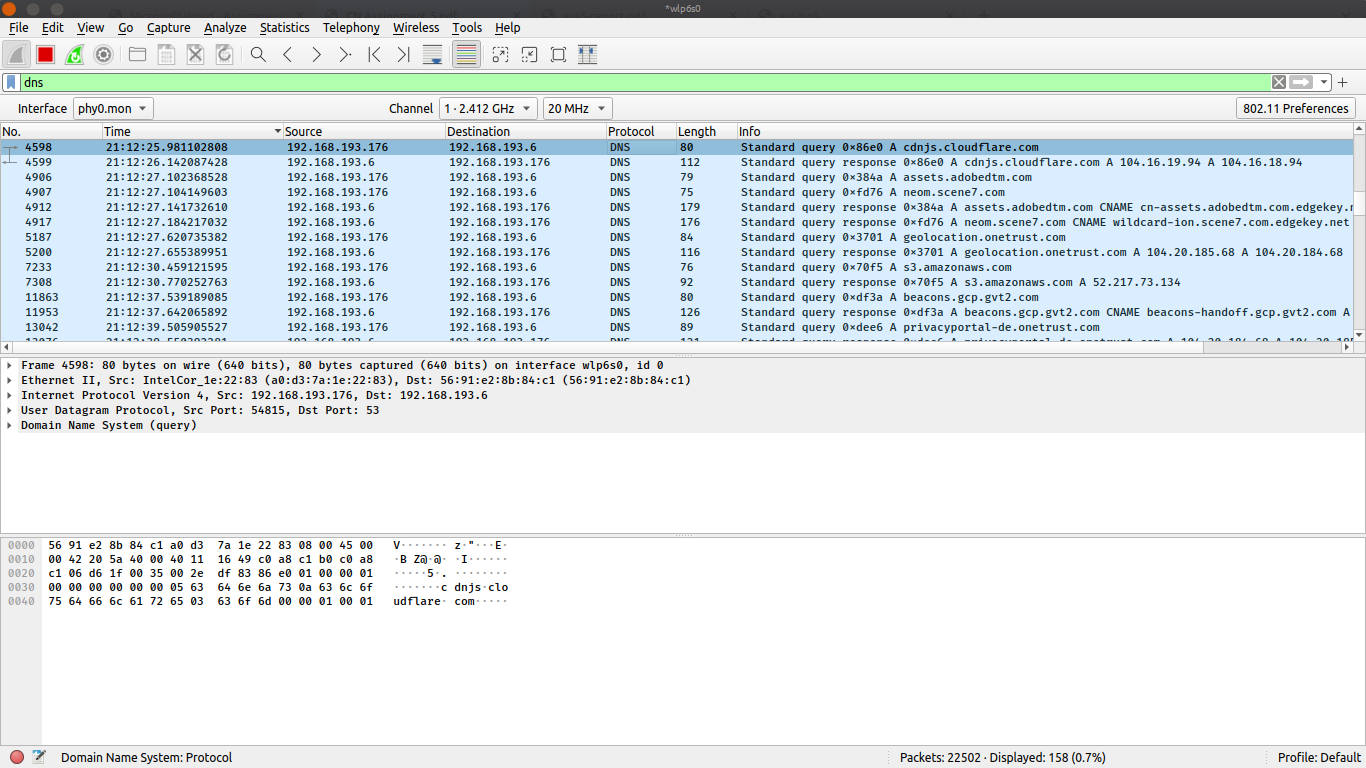 *wlp6s0
File Edit View Go Capture Analyze Statistics Telephony Wireless Tools Help
dns
Interface phy0.mon Channel 1 · 2.412 GHz 20 MHz 802.11 Preferences
No. Time Source Destination Protocol Length Info
4598 21:12:25.981102808 192.168.193.176 192.168.193.6 DNS 80 Standard query 0×86e0 A cdnjs.cloudflare.com
4599 21:12:26.142087428 192.168.193.6 192.168.193.176 DNS 112 Standard query response 0×86e0 A cdnjs.cloudflare.com A 104.16.19.94 A 104.16.18.94
4906 21:12:27.102368528 192.168.193.176 192.168.193.6 DNS 79 Standard query 0×384a A assets.adobedtm.com
4907 21:12:27.104149603 192.168.193.176 192.168.193.6 DNS 75 Standard query 0×fd76 A neom.scene7.com
4912 21:12:27.141732610 192.168.193.6 192.168.193.176 DNS 179 Standard query response 0×384a A assets.adobedtm.com CNAME cn-assets.adobedtm.com.edgekey.n
4917 21:12:27.184217032 192.168.193.6 192.168.193.176 DNS 176 Standard query response 0×fd76 A neom.scene7.com CNAME wildcard-ion.scene7.com.edgekey.net
5187 21:12:27.620735382 192.168.193.176 192.168.193.6 DNS 84 Standard query 0×3701 A geolocation.onetrust.com
5200 21:12:27.655389951 192.168.193.6 192.168.193.176 DNS 116 Standard query response 0×3701 A geolocation.onetrust.com A 104.20.185.68 A 104.20.184.68
7233 21:12:30.459121595 192.168.193.176 192.168.193.6 DNS 76 Standard query 0×70f5 A s3.amazonaws.com
7308 21:12:30.770252763 192.168.193.6 192.168.193.176 DNS 92 Standard query response 0×70f5 A s3.amazonaws.com A 52.217.73.134
11863 21:12:37.539189085 192.168.193.176 192.168.193.6 DNS 80 Standard query 0×df3a A beacons.gcp.gvt2.com
11953 21:12:37.642065892 192.168.193.6 192.168.193.176 DNS 126 Standard query response 0×df3a A beacons.gcp.gvt2.com CNAME beacons-handoff.gcp.gvt2.com A
13042 21:12:39.505905527 192.168.193.176 192.168.193.6 DNS 89 Standard query 0×dee6 A privacyportal-de.onetrust.com
Frame 4598: 80 bytes on wire (640 bits), 80 bytes captured (640 bits) on interface wlp6s0, id 0
Ethernet II, Src: IntelCor_1e:22:83 (a0:d3:7a:1e:22:83), Dst: 56:91:e2:8b:84:c1 (56:91:e2:8b:84:c1)
Internet Protocol Version 4, Src: 192.168.193.176, Dst: 192.168.193.6
User Datagram Protocol, Src Port: 54815, Dst Port: 53
Domain Name System (query)
0000 56 91 e2 8b 84 c1 a0 d3 7a 1e 22 83 08 00 45 00 V······· z·"···E·
0010 00 42 20 5a 40 00 40 11 16 49 c0 a8 c1 b0 c0 a8 ·B Z@·@· ·I······
0020 c1 06 d6 1f 00 35 00 2e df 83 86 e0 01 00 00 01 ·····5·. ········
0030 00 00 00 00 00 00 05 63 64 6e 6a 73 0a 63 6c 6f ·······c dnjs·clo
0040 75 64 66 6c 61 72 65 03 63 6f 6d 00 00 01 00 01 udflare· com·····
Domain Name System: Protocol Packets: 22502 · Displayed: 158 (0.7%) Profile: Default